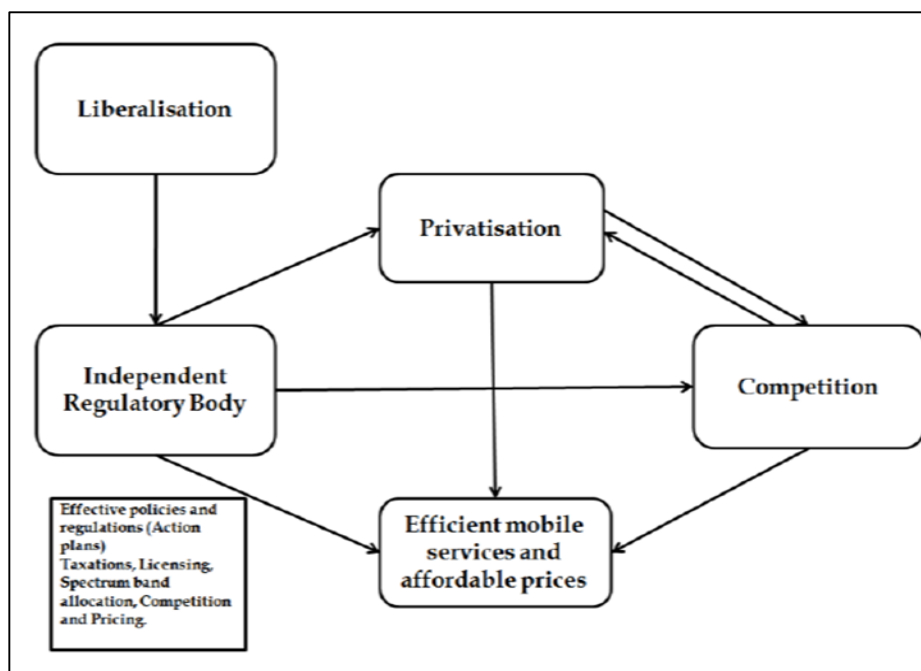 Liberalisation
Privatisation
Independent
Regulatory Body
Competition
Effective policies and
regulations (Action
plans)
Taxations, Licensing,
Spectrum band
allocation, Competition
and Pricing.
Efficient mobile
services and
affordable prices